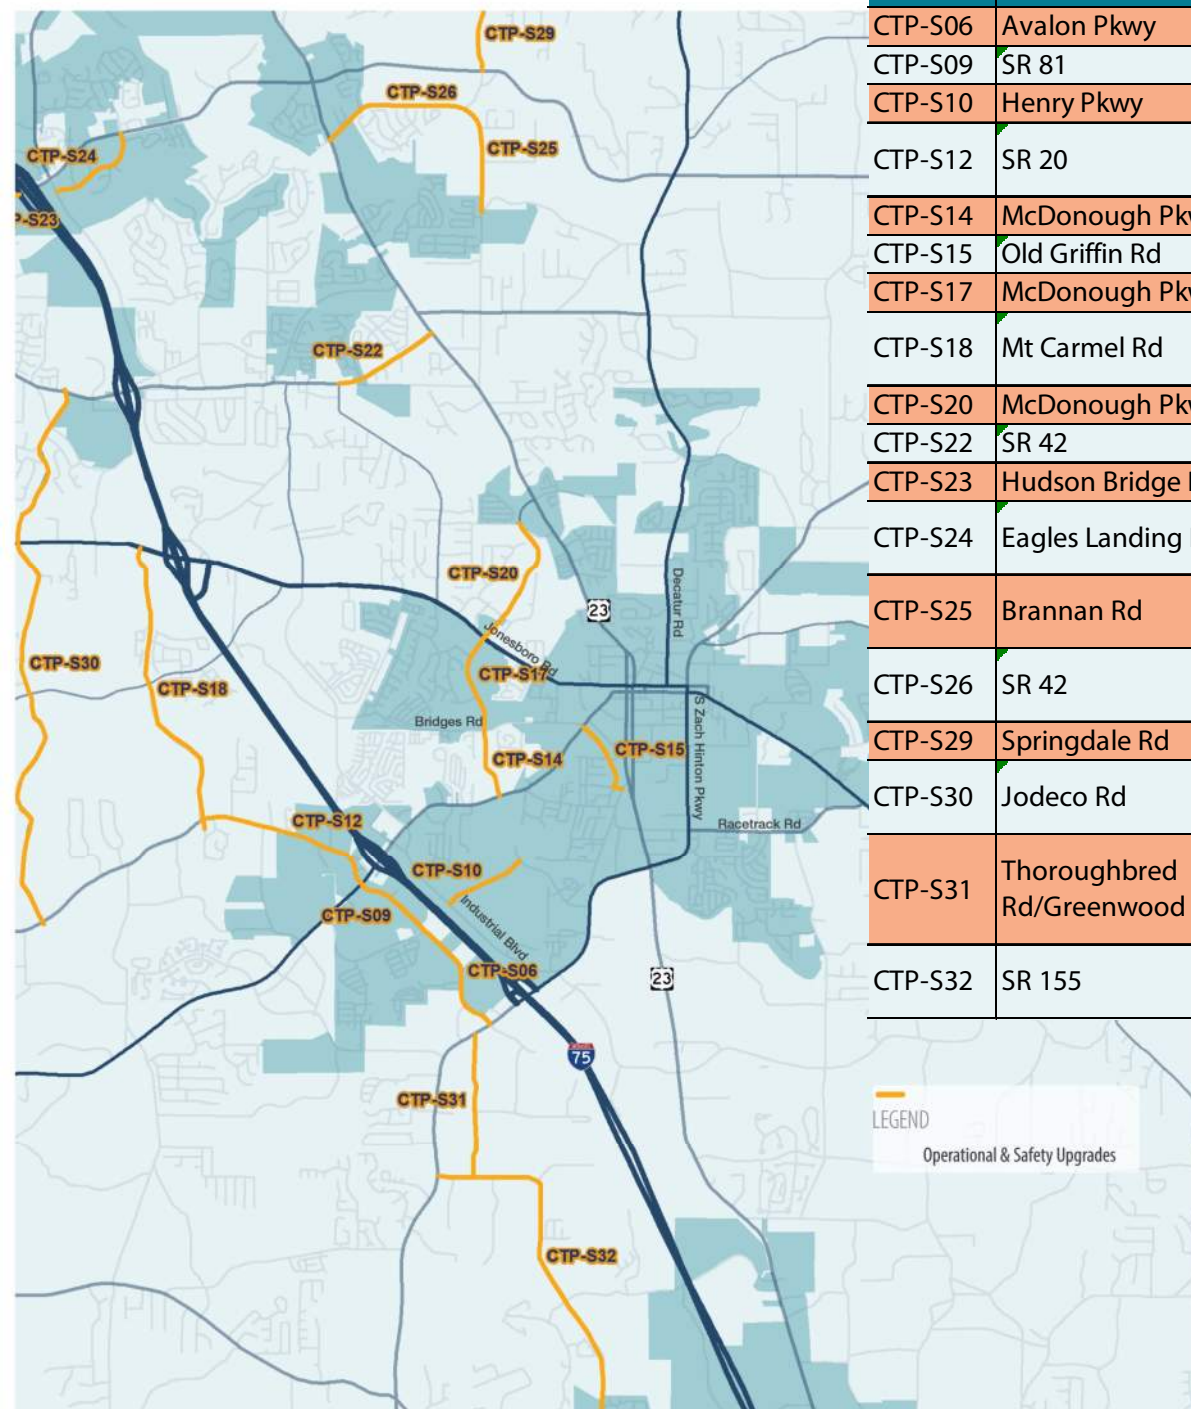 CTP-S29
CTP-S26
CTP-S25
CTP-S24
P-S23
CTP-S22
CTP-S20
23
Decatur Rd
Jonesboro Rd
CTP-S30
CTP-S17
CTP-S18
Bridges Rd
S Zach Hinton Pkwy
CTP-S15
CTP-S14
CTP-S12
Racetrack Rd
CTP-S10
CTP-S09
Industrial Blvd
CTP-S06
23
75
CTP-S31
CTP-S32
CTP-S06 Avalon Pkwy
CTP-S09 SR 81
CTP-S10 Henry Pkwy
CTP-S12 SR 20
CTP-S14 McDonough
CTP-S15 Old Griffin Rd
CTP-S17 McDonough
CTP-S18 Mt Carmel Rd
CTP-S20 McDonough
CTP-S22 SR 42
CTP-S23 Hudson Bridge
CTP-S24 Eagles Landing
CTP-S25 Brannan Rd
CTP-S26 SR 42
CTP-S29 Springdale Rd
CTP-S30 Jodeco Rd
CTP-S31 Thoroughbred
Rd/Greenwood
CTP-S32 SR 155
LEGEND
Operational & Safety Upgrades